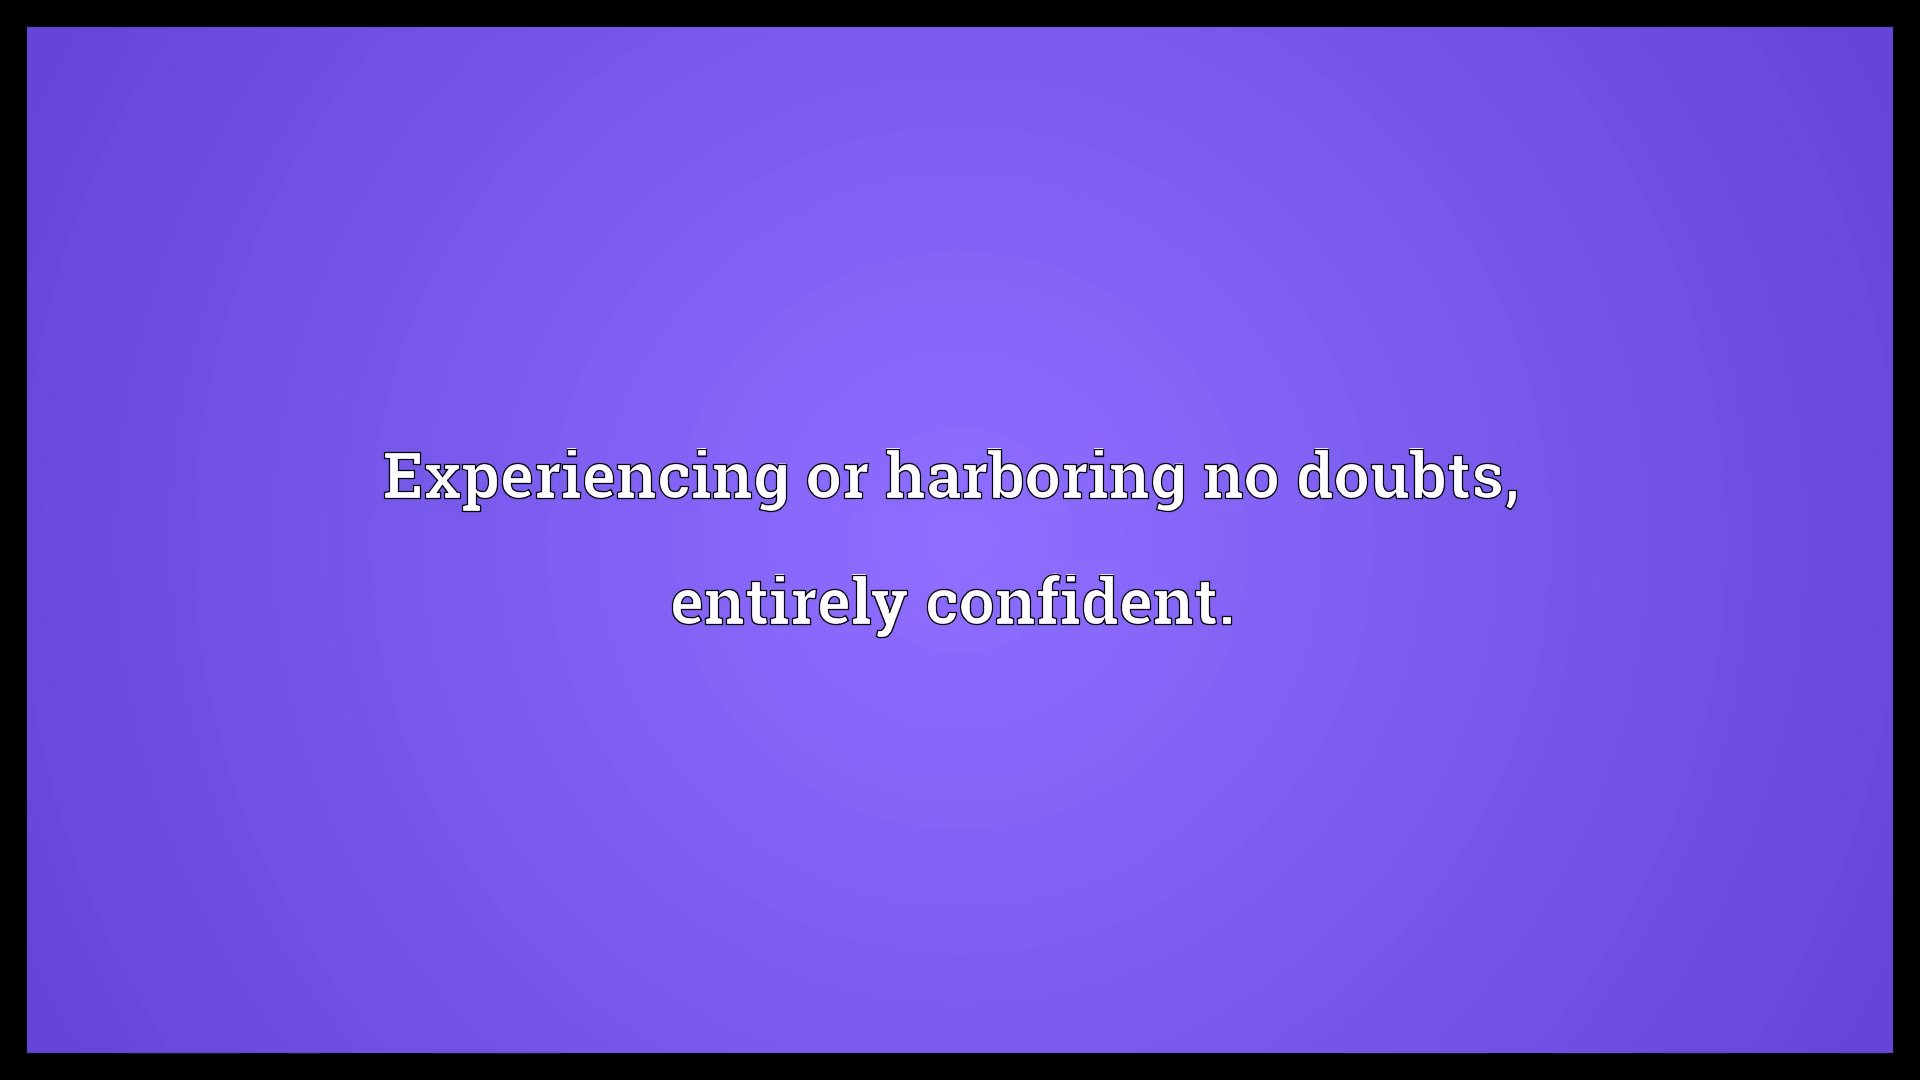 Experiencing or harboring no doubts,
entirely confident.